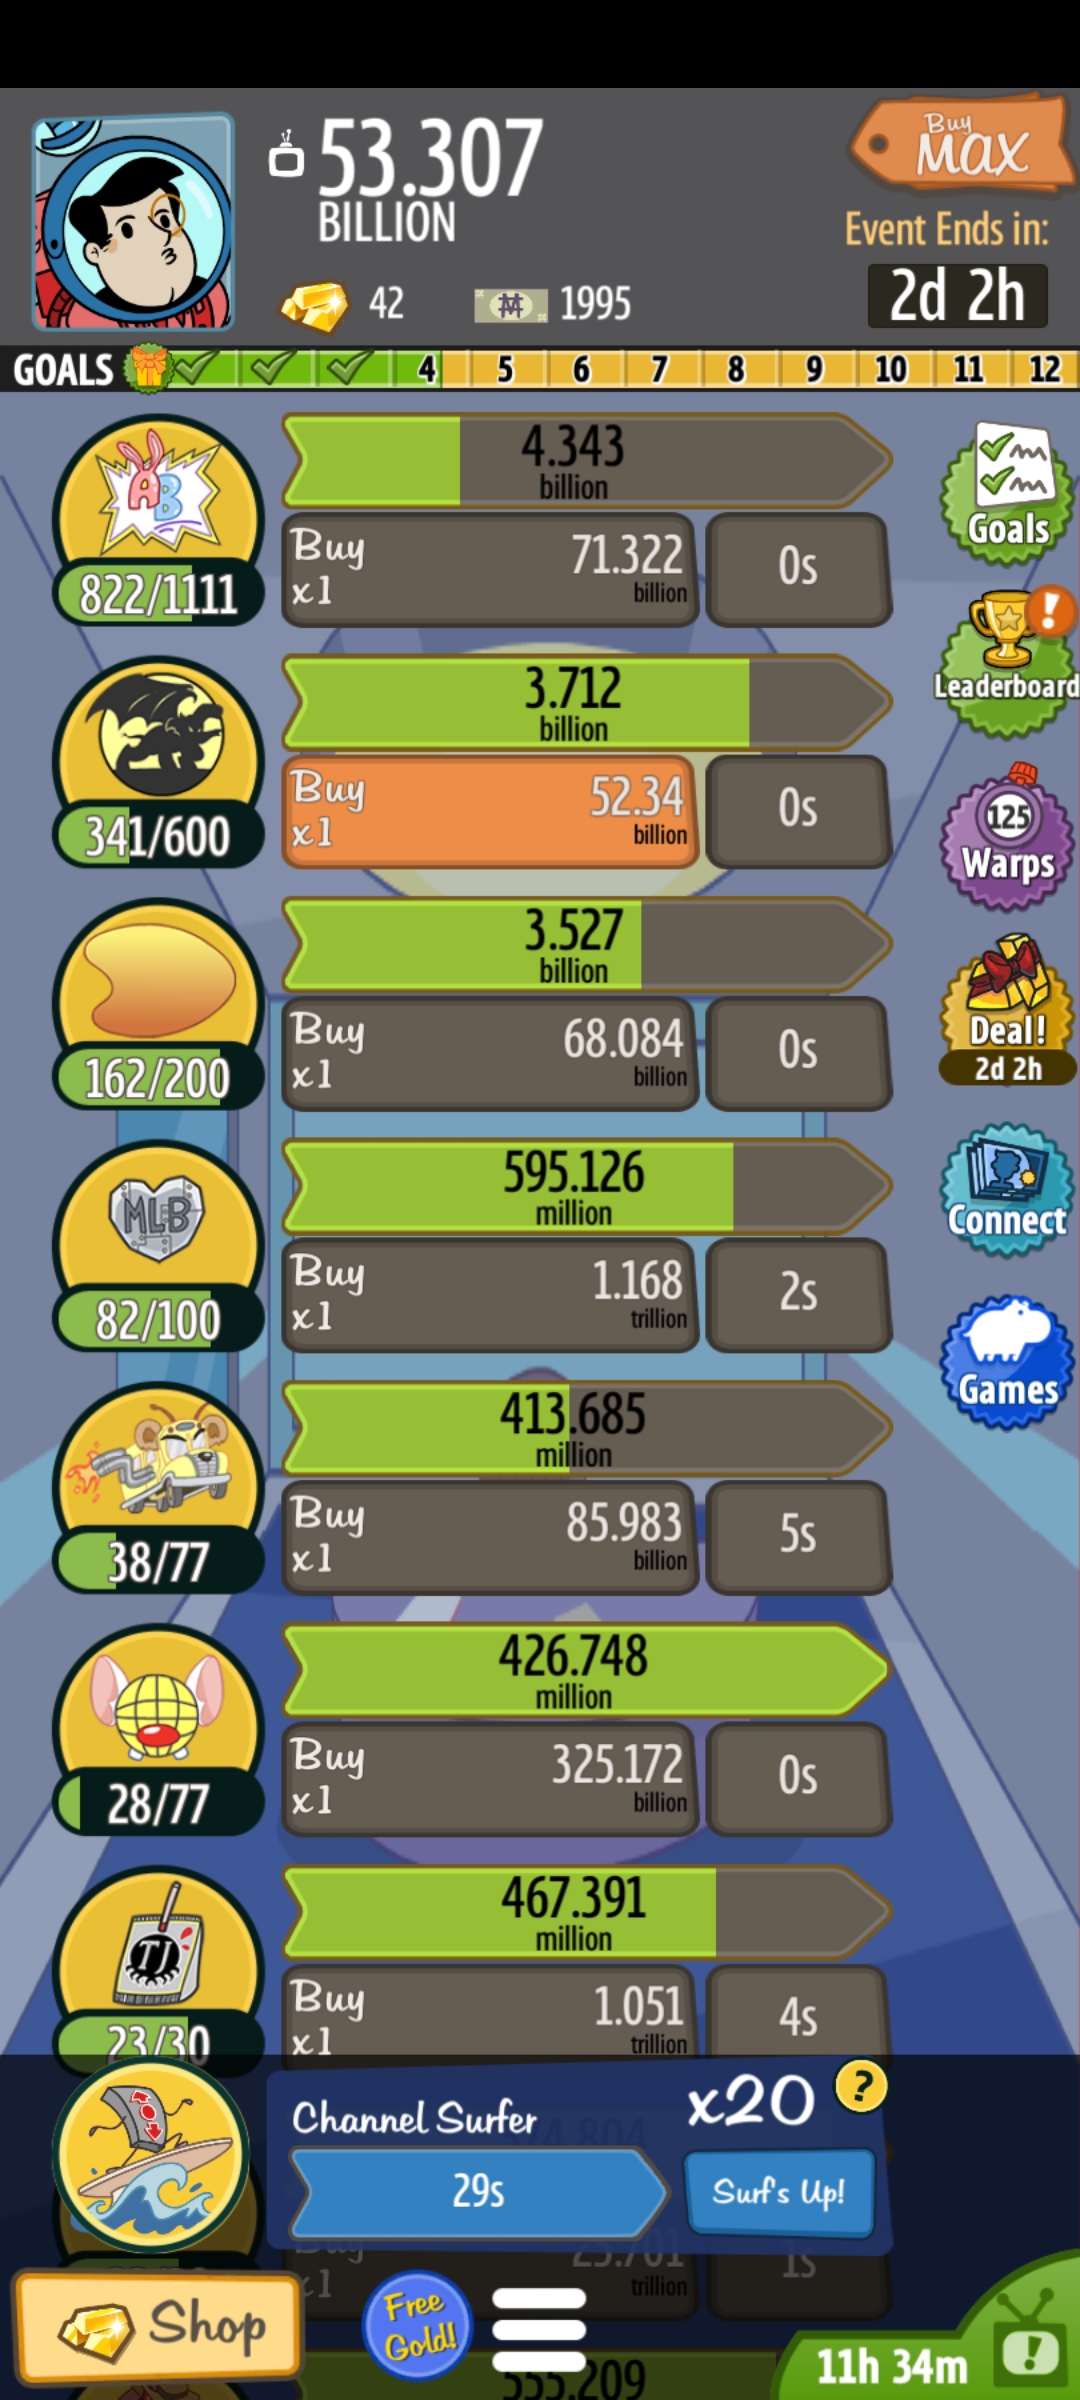 53.307
BILLION
Buy
MAX
Event Ends in:
2d 2h
42
1995
GOALS 4 5 6 7 8 9 10 11 12
AB
822/1111
4.343
billion
Buy
x1
71.322
billion
0s
Goals
341/600
3.712
billion
Buy
x1
52.34
billion
0s
Leaderboard
125
Warps
162/200
3.527
billion
Buy
x1
68.084
billion
0s
Deal!
2d 2h
MLB
82/100
595.126
million
Buy
x1
1.168
trillion
2s
Connect
Games
38/77
413.685
million
Buy
x1
85.983
billion
5s
28/77
426.748
million
Buy
x1
325.172
billion
0s
TJ
23/30
467.391
million
Buy
x1
1.051
trillion
4s
Channel Surfer
x20
?
29s
Surf's Up!
Buy
x1
trillion
1s
Shop
Free
Gold!
11h 34m